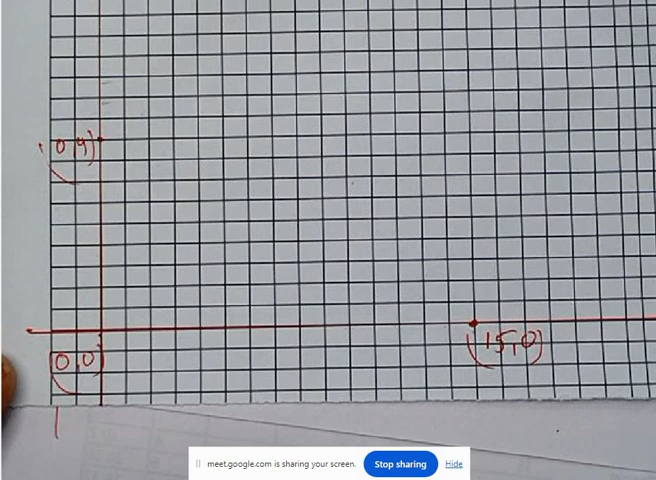 (0,9)
(0,0)
(15,0)
meet.google.com is sharing your screen. Stop sharing Hide